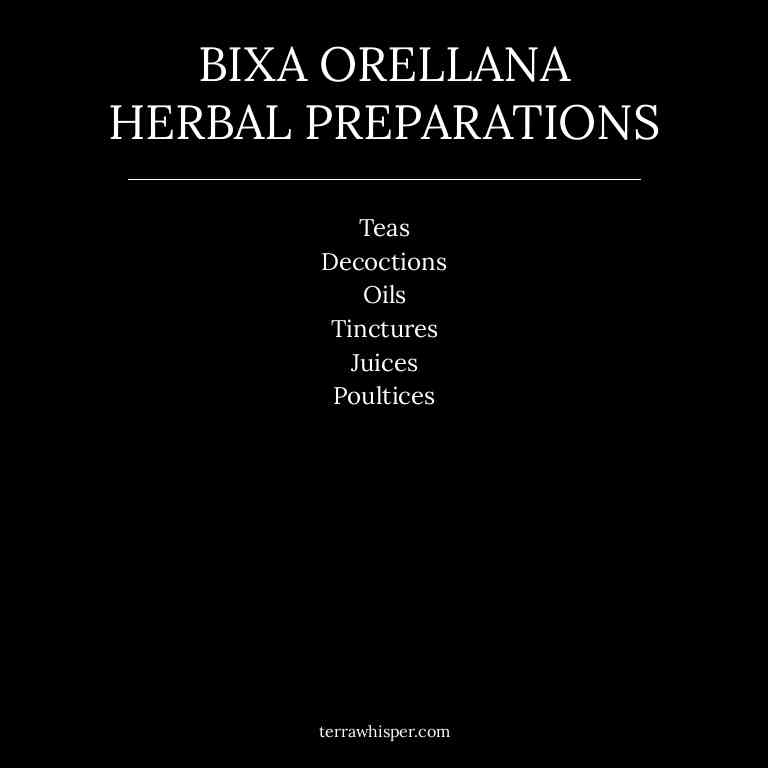 BIXA ORELLANA
HERBAL PREPARATIONS
Teas
Decoctions
Oils
Tinctures
Juices
Poultices
terrawhisper.com